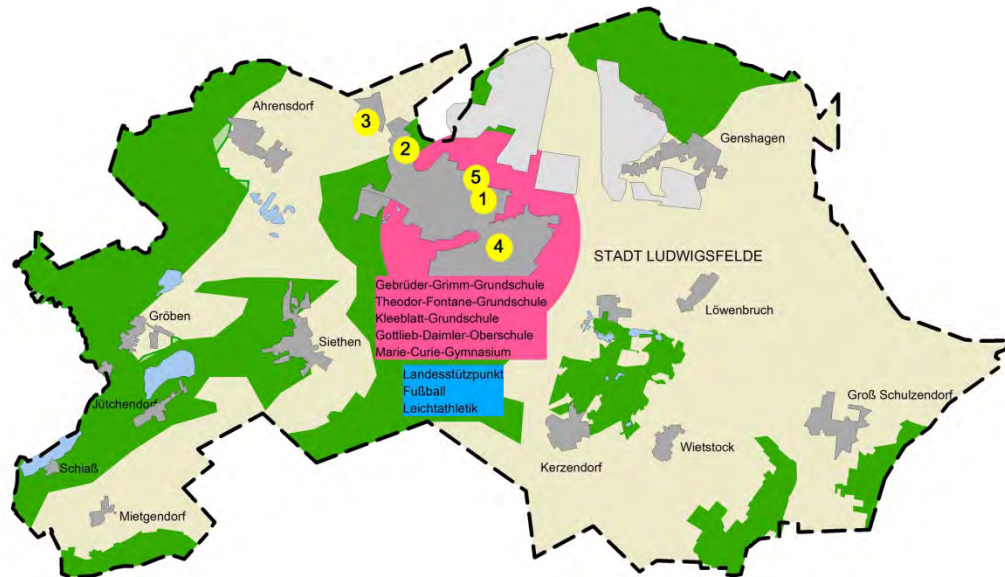 Ahrensdorf
3
2
Genshagen
5
1
4
STADT LUDWIGSFELDE
Gebrüder-Grimm-Grundschule
Theodor-Fontane-Grundschule
Kleeblatt-Grundschule
Gottlieb-Daimler-Oberschule
Marie-Curie-Gymnasium
Löwenbruch
Gröben
Siethen
Landesstützpunkt
Fußball
Leichtathletik
Jütchendorf
Groß Schulzendorf
Wietstock
Kerzendorf
Schiaß
Mietgendorf